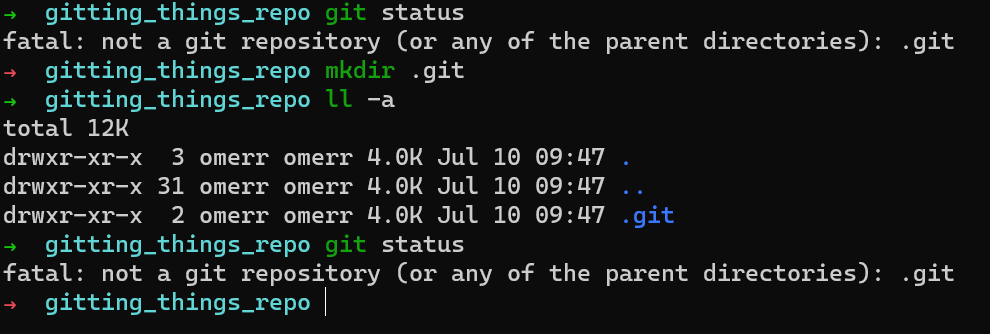 → gitting_things_repo git status
fatal: not a git repository (or any of the parent directories): .git
→ gitting_things_repo mkdir .git
→ gitting_things_repo ll -a
total 12K
drwxr-xr-x  3 omerr omerr 4.0K Jul 10 09:47 .
drwxr-xr-x 31 omerr omerr 4.0K Jul 10 09:47 ..
drwxr-xr-x  2 omerr omerr 4.0K Jul 10 09:47 .git
→ gitting_things_repo git status
fatal: not a git repository (or any of the parent directories): .git
→ gitting_things_repo